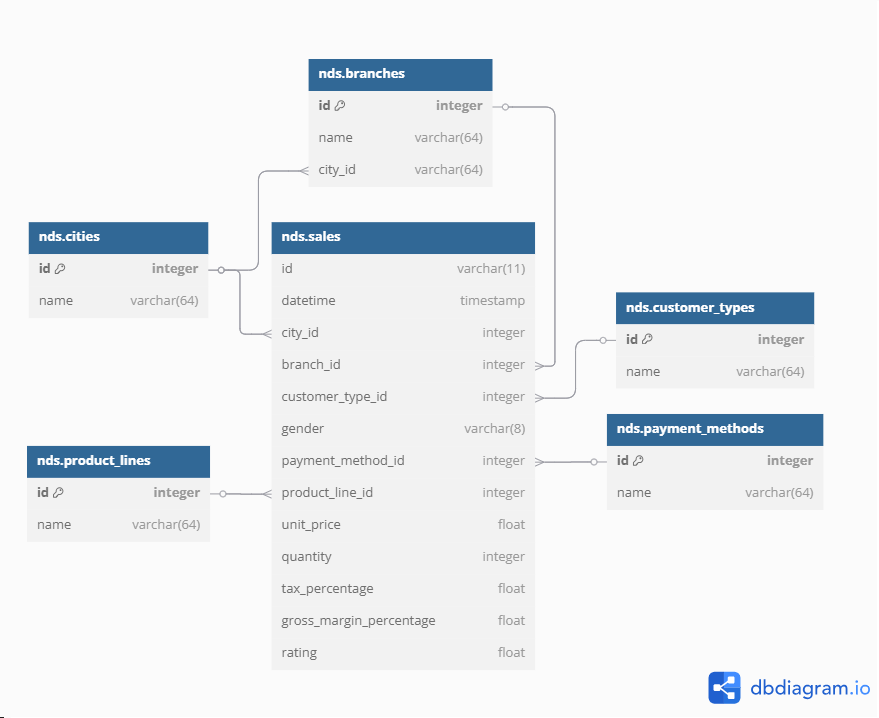 nds.branches
id integer
name varchar(64)
city_id varchar(64)
nds.cities
id integer
name varchar(64)
nds.sales
id varchar(11)
datetime timestamp
city_id integer
branch_id integer
customer_type_id integer
gender varchar(8)
payment_method_id integer
product_line_id integer
unit_price float
quantity integer
tax_percentage float
gross_margin_percentage float
rating float
nds.customer_types
id integer
name varchar(64)
nds.payment_methods
id integer
name varchar(64)
nds.product_lines
id integer
name varchar(64)
dbdiagram.io